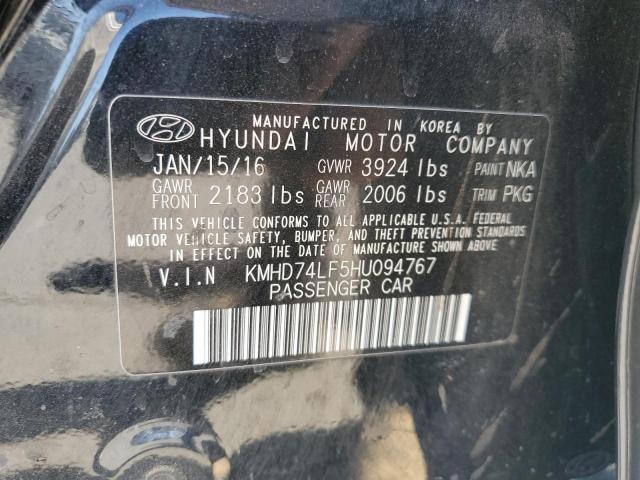 MANUFACTURED IN KOREA BY
HYUNDAI MOTOR COMPANY
JAN/15/16 GVWR 3924 lbs PAINT NKA
GAWR FRONT 2183 lbs GAWR REAR 2006 lbs TRIM PKG
THIS VEHICLE CONFORMS TO ALL APPLICABLE U.S.A. FEDERAL
MOTOR VEHICLE SAFETY, BUMPER, AND THEFT PREVENTION STANDARDS
IN EFFECT ON THE DATE OF MANUFACTURE SHOWN ABOVE
V.I.N KMHD74LF5HU094767
PASSENGER CAR